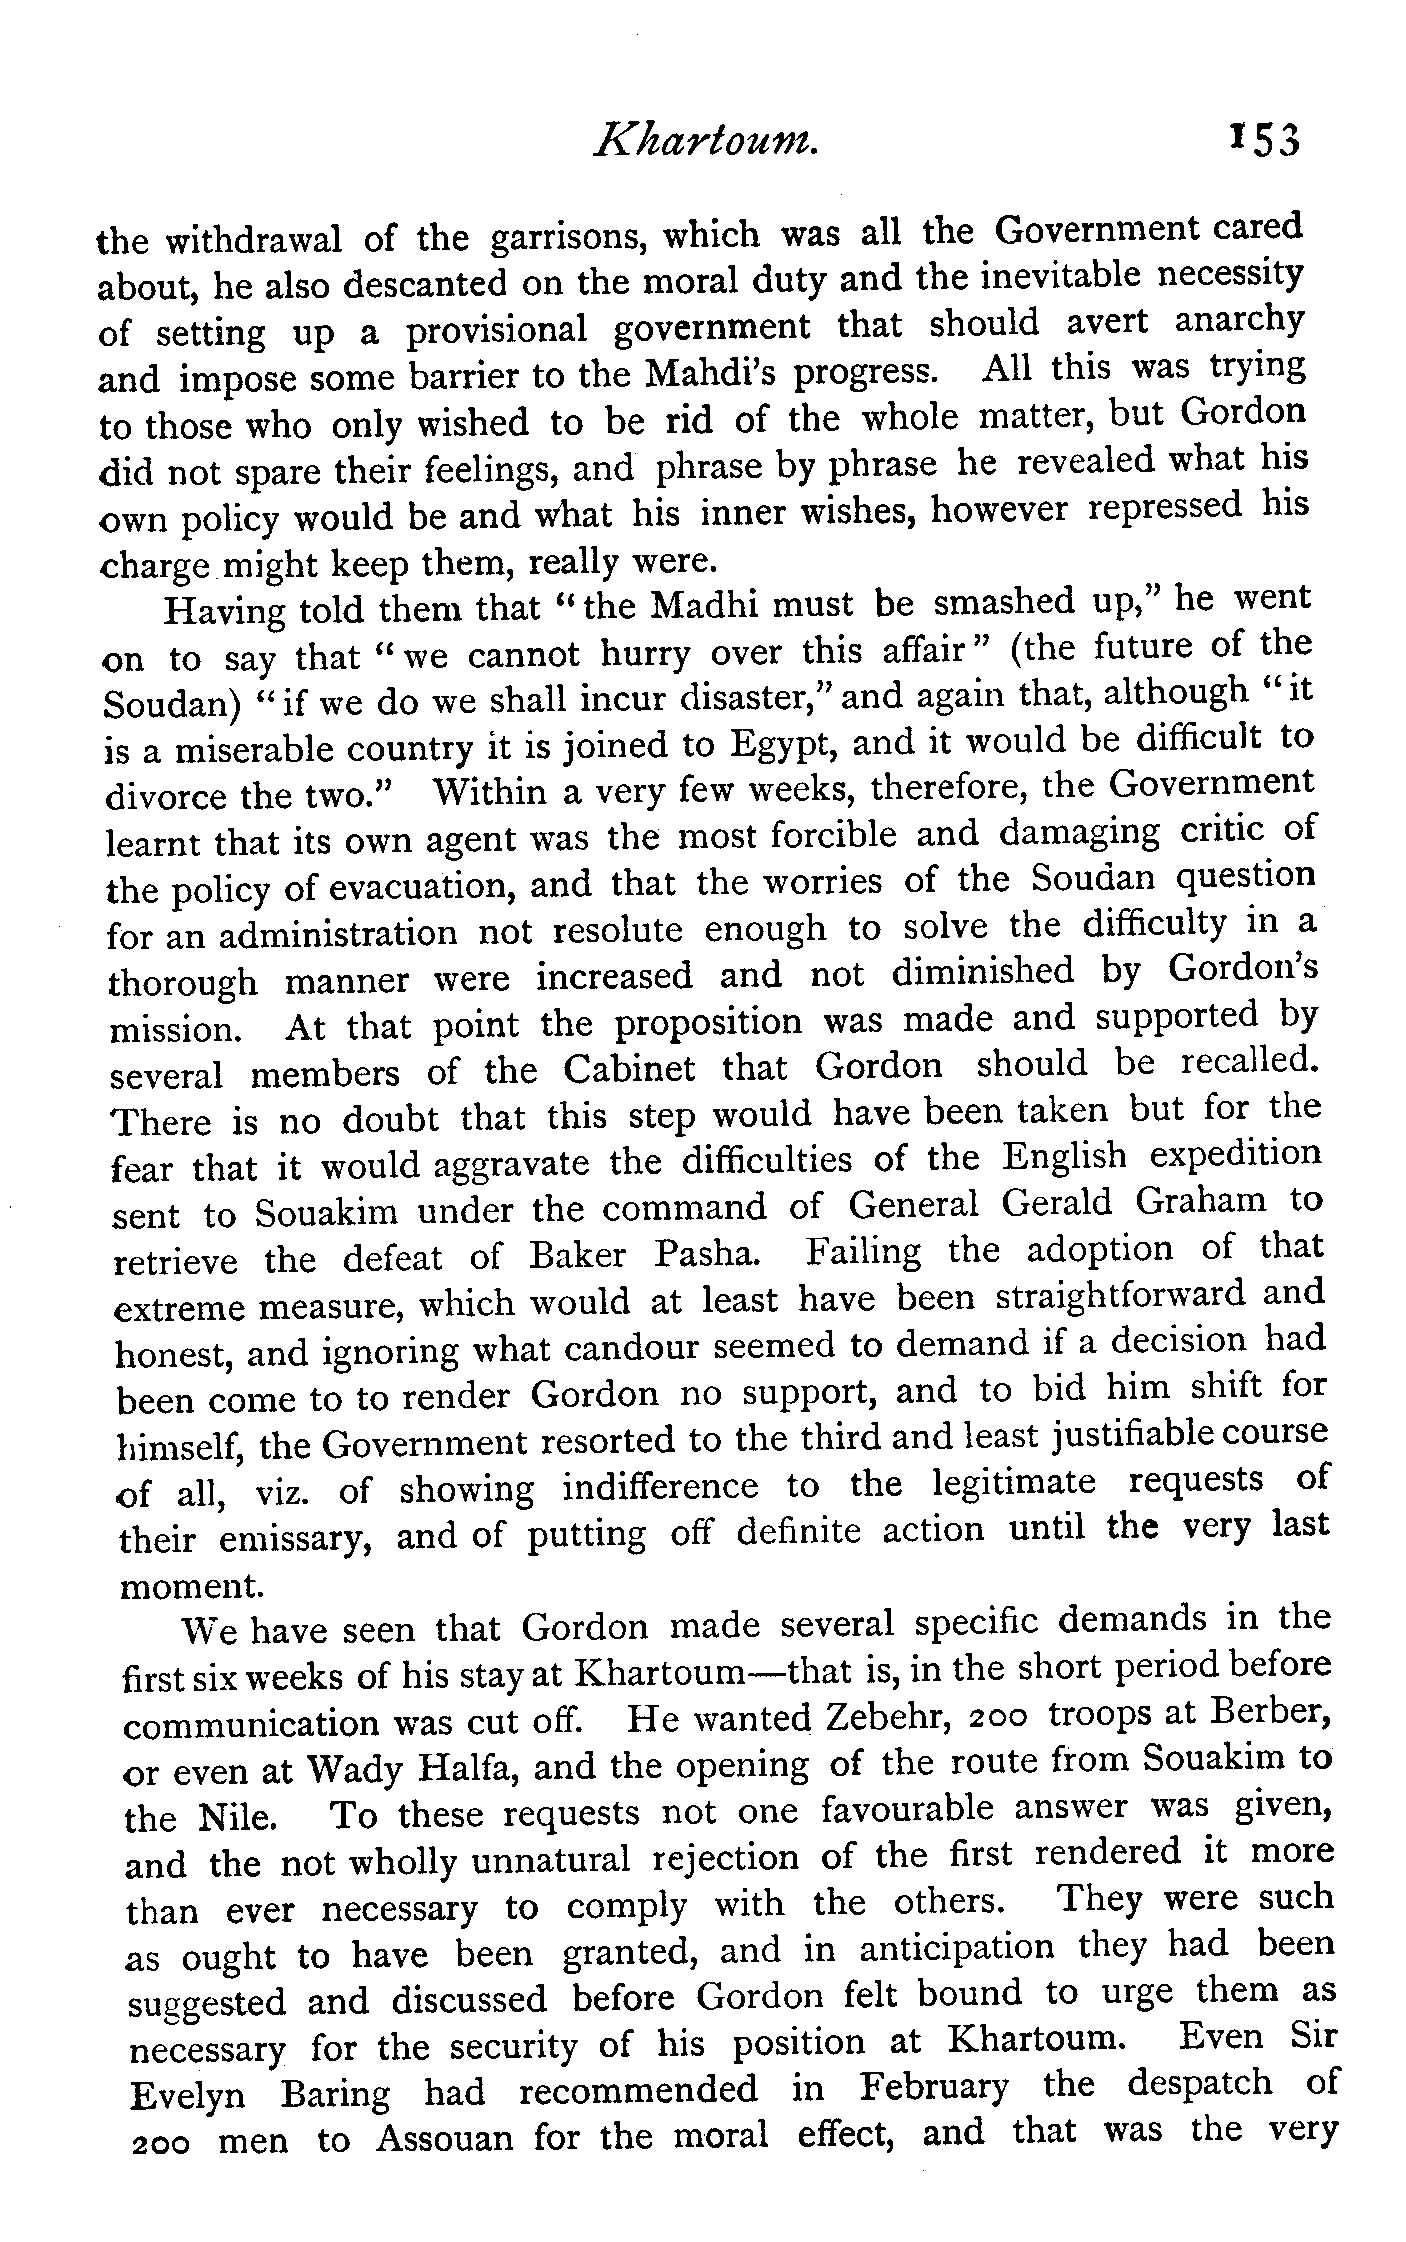 Khartoum. 153
the withdrawal of the garrisons, which was all the Government cared
about, he also descanted on the moral duty and the inevitable necessity
of setting up a provisional government that should avert anarchy
and impose some barrier to the Mahdi's progress. All this was trying
to those who only wished to be rid of the whole matter, but Gordon
did not spare their feelings, and phrase by phrase he revealed what his
own policy would be and what his inner wishes, however repressed his
charge might keep them, really were.
Having told them that "the Madhi must be smashed up," he went
on to say that "we cannot hurry over this affair" (the future of the
Soudan) "if we do we shall incur disaster," and again that, although "it
is a miserable country it is joined to Egypt, and it would be difficult to
divorce the two." Within a very few weeks, therefore, the Government
learnt that its own agent was the most forcible and damaging critic of
the policy of evacuation, and that the worries of the Soudan question
for an administration not resolute enough to solve the difficulty in a
thorough manner were increased and not diminished by Gordon's
mission. At that point the proposition was made and supported by
several members of the Cabinet that Gordon should be recalled.
There is no doubt that this step would have been taken but for the
fear that it would aggravate the difficulties of the English expedition
sent to Souakim under the command of General Gerald Graham to
retrieve the defeat of Baker Pasha. Failing the adoption of that
extreme measure, which would at least have been straightforward and
honest, and ignoring what candour seemed to demand if a decision had
been come to to render Gordon no support, and to bid him shift for
himself, the Government resorted to the third and least justifiable course
of all, viz. of showing indifference to the legitimate requests of
their emissary, and of putting off definite action until the very last
moment.
We have seen that Gordon made several specific demands in the
first six weeks of his stay at Khartoum—that is, in the short period before
communication was cut off. He wanted Zebehr, 200 troops at Berber,
or even at Wady Halfa, and the opening of the route from Souakim to
the Nile. To these requests not one favourable answer was given,
and the not wholly unnatural rejection of the first rendered it more
than ever necessary to comply with the others. They were such
as ought to have been granted, and in anticipation they had been
suggested and discussed before Gordon felt bound to urge them as
necessary for the security of his position at Khartoum. Even Sir
Evelyn Baring had recommended in February the despatch of
200 men to Assouan for the moral effect, and that was the very